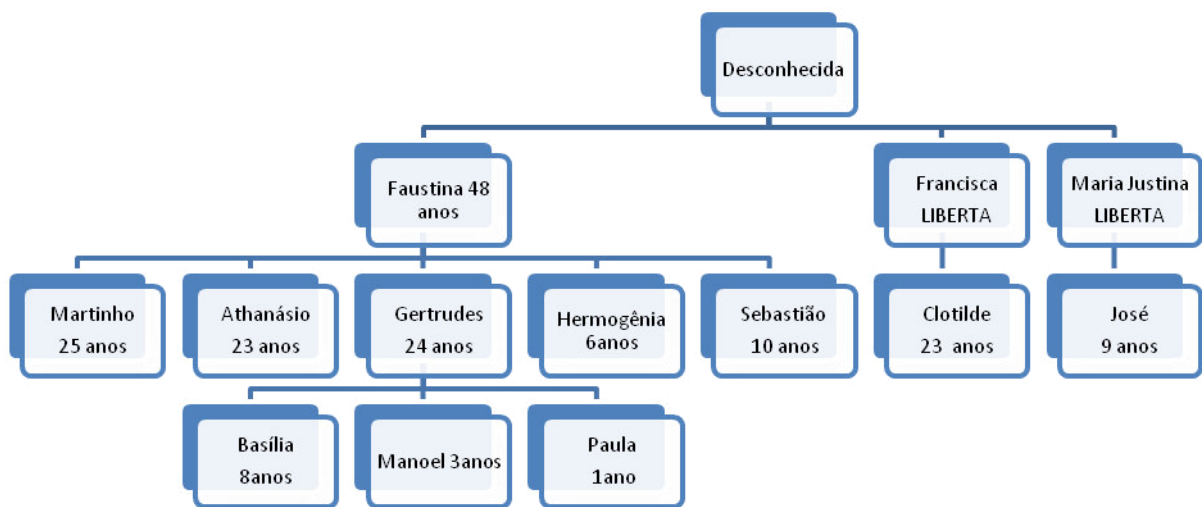 Desconhecida
Faustina 48
anos
Francisca
LIBERTA
Maria Justina
LIBERTA
Martinho
25 anos
Athanásio
23 anos
Gertrudes
24 anos
Hermogênia
6anos
Sebastião
10 anos
Clotilde
23 anos
José
9 anos
Basília
8anos
Manoel 3anos
Paula
1ano